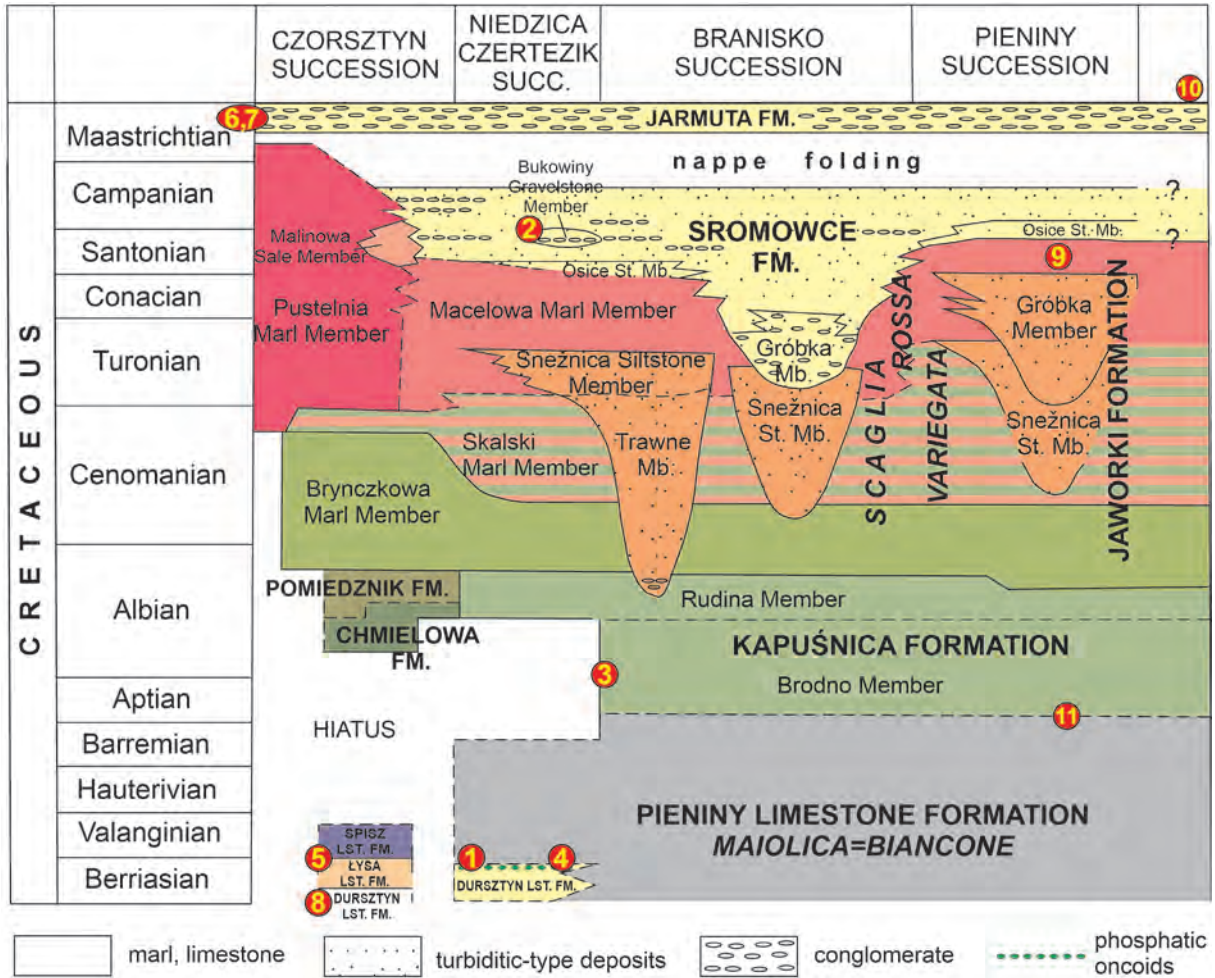 CZORSZTYN
SUCCESSION
NIEDZICA
CZERTEZIK
SUCC.
BRANISKO
SUCCESSION
PIENINY
SUCCESSION
10
CRETACEOUS
Maastrichtian
Campanian
Santonian
Conacian
Turonian
Cenomanian
Albian
Aptian
Barremian
Hauterivian
Valanginian
Berriasian
6,7
JARMUTA FM.
nappe folding
Bukowiny
Gravelstone
Member
2
?
Malinowa
Sale Member
SROMOWCE
FM.
Osice St. Mb.
Osice St. Mb.
?
9
Pustelnia
Marl Member
Macelowa Marl Member
Gróbka
Member
Gróbka
Mb.
Snežnica Siltstone
Member
Trawne
Mb.
Snežnica
St. Mb.
Snežnica
St. Mb.
SCAGLIA
ROSSA
VARIEGATA
JAWORKI FORMATION
Skalski
Marl Member
Brynczkowa
Marl Member
POMIEDZNIK FM.
CHMIELOWA
FM.
Rudina Member
KAPUŚNICA FORMATION
3
Brodno Member
11
HIATUS
PIENINY LIMESTONE FORMATION
MAIOLICA=BIANCONE
SPISZ
LST. FM.
5
ŁYSA
LST. FM.
8
DURSZTYN
LST. FM.
1
4
DURSZTYN LST. FM.
marl, limestone
turbiditic-type deposits
conglomerate
phosphatic
oncoids